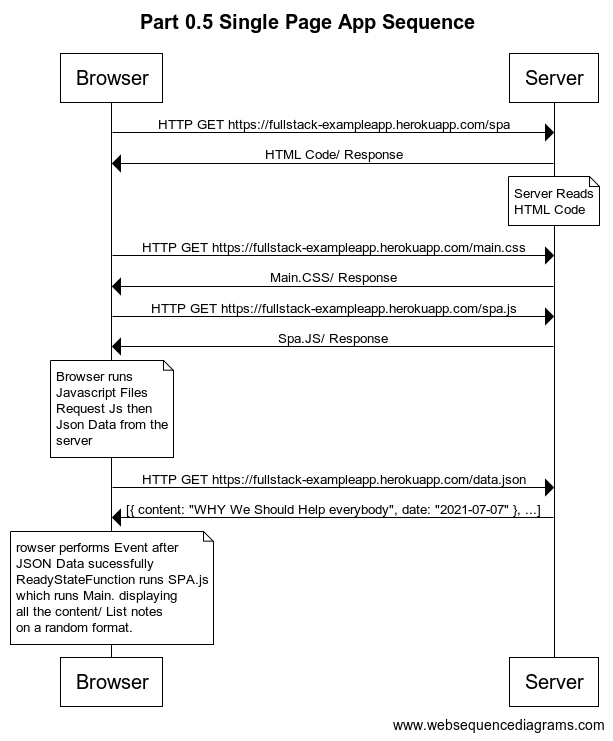 Part 0.5 Single Page App Sequence
Browser
Server
HTTP GET https://fullstack-exampleapp.herokuapp.com/spa
HTML Code/ Response
Server Reads
HTML Code
HTTP GET https://fullstack-exampleapp.herokuapp.com/main.css
Main.CSS/ Response
HTTP GET https://fullstack-exampleapp.herokuapp.com/spa.js
Spa.JS/ Response
Browser runs
Javascript Files
Request Js then
Json Data from the
server
HTTP GET https://fullstack-exampleapp.herokuapp.com/data.json
[{ content: "WHY We Should Help everybody", date: "2021-07-07" }, ...]
rowser performs Event after
JSON Data sucessfully
ReadyStateFunction runs SPA.js
which runs Main. displaying
all the content/ List notes
on a random format.
Browser
Server
www.websequencediagrams.com